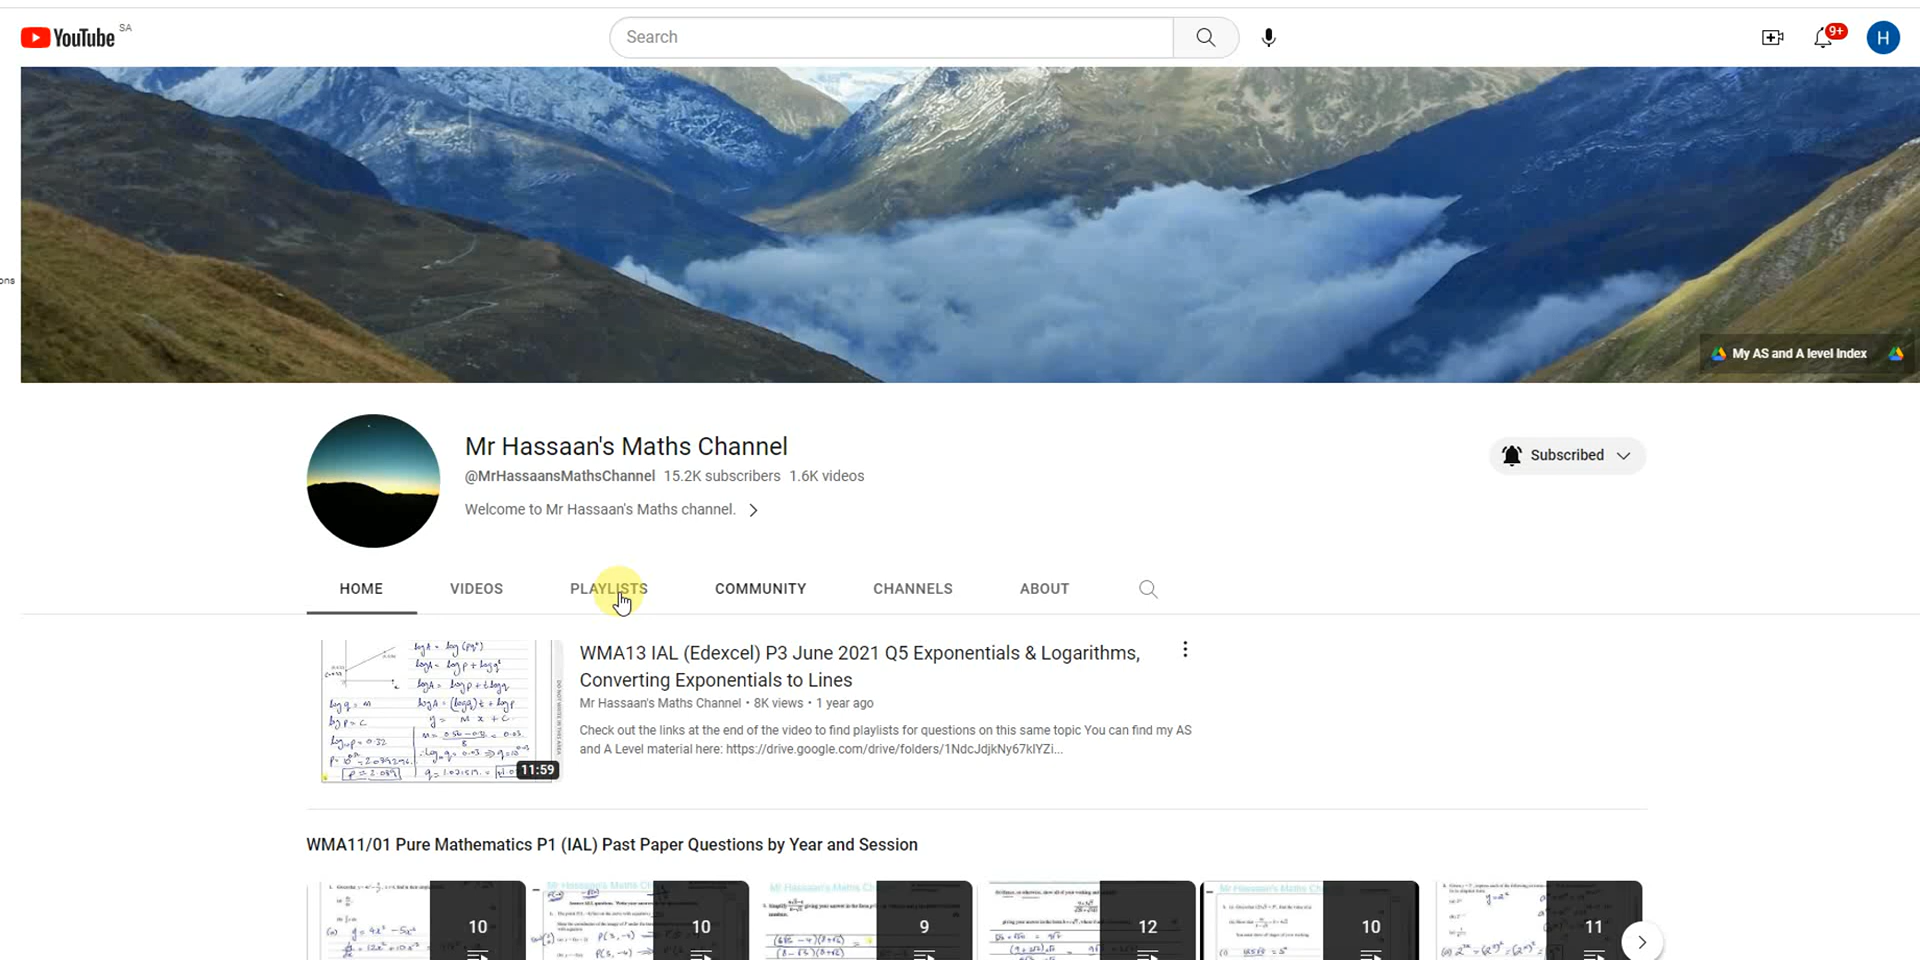 YouTube SA
Search
9+
H
ons
My AS and A level Index
Mr Hassaan's Maths Channel
@MrHassaansMathsChannel 15.2K subscribers 1.6K videos
Welcome to Mr Hassaan's Maths channel.
Subscribed
HOME VIDEOS PLAYLISTS COMMUNITY CHANNELS ABOUT
WMA13 IAL (Edexcel) P3 June 2021 Q5 Exponentials & Logarithms,
Converting Exponentials to Lines
Mr Hassaan's Maths Channel • 8K views • 1 year ago
Check out the links at the end of the video to find playlists for questions on this same topic You can find my AS
and A Level material here: https://drive.google.com/drive/folders/1NdcJdjkNy67kIYZi...
11:59
WMA11/01 Pure Mathematics P1 (IAL) Past Paper Questions by Year and Session
10 10 9 12 10 11